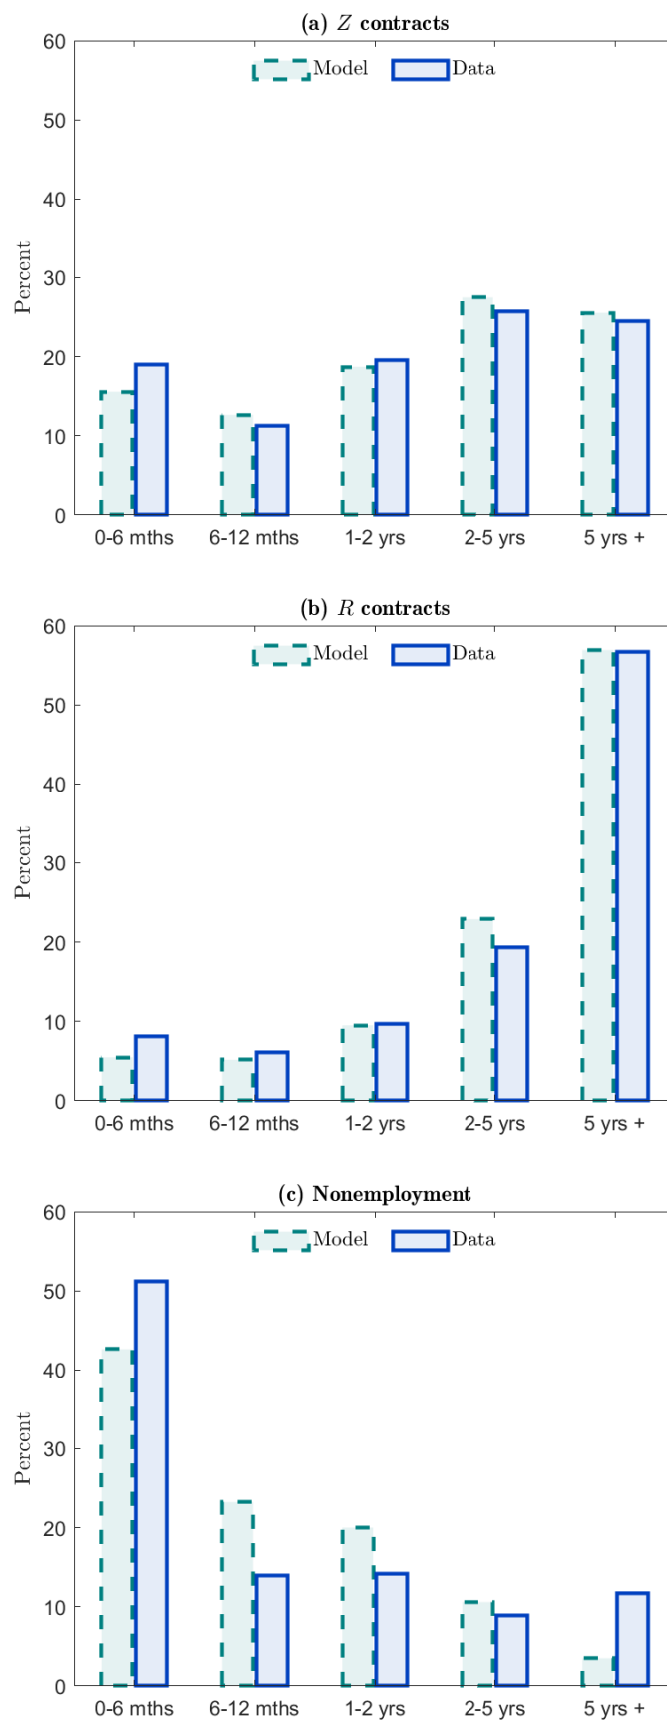 (a) Z contracts
Model Data
60
50
40
30
20
10
0
Percent
0-6 mths 6-12 mths 1-2 yrs 2-5 yrs 5 yrs +
(b) R contracts
Model Data
60
50
40
30
20
10
0
Percent
0-6 mths 6-12 mths 1-2 yrs 2-5 yrs 5 yrs +
(c) Nonemployment
Model Data
60
50
40
30
20
10
0
Percent
0-6 mths 6-12 mths 1-2 yrs 2-5 yrs 5 yrs +